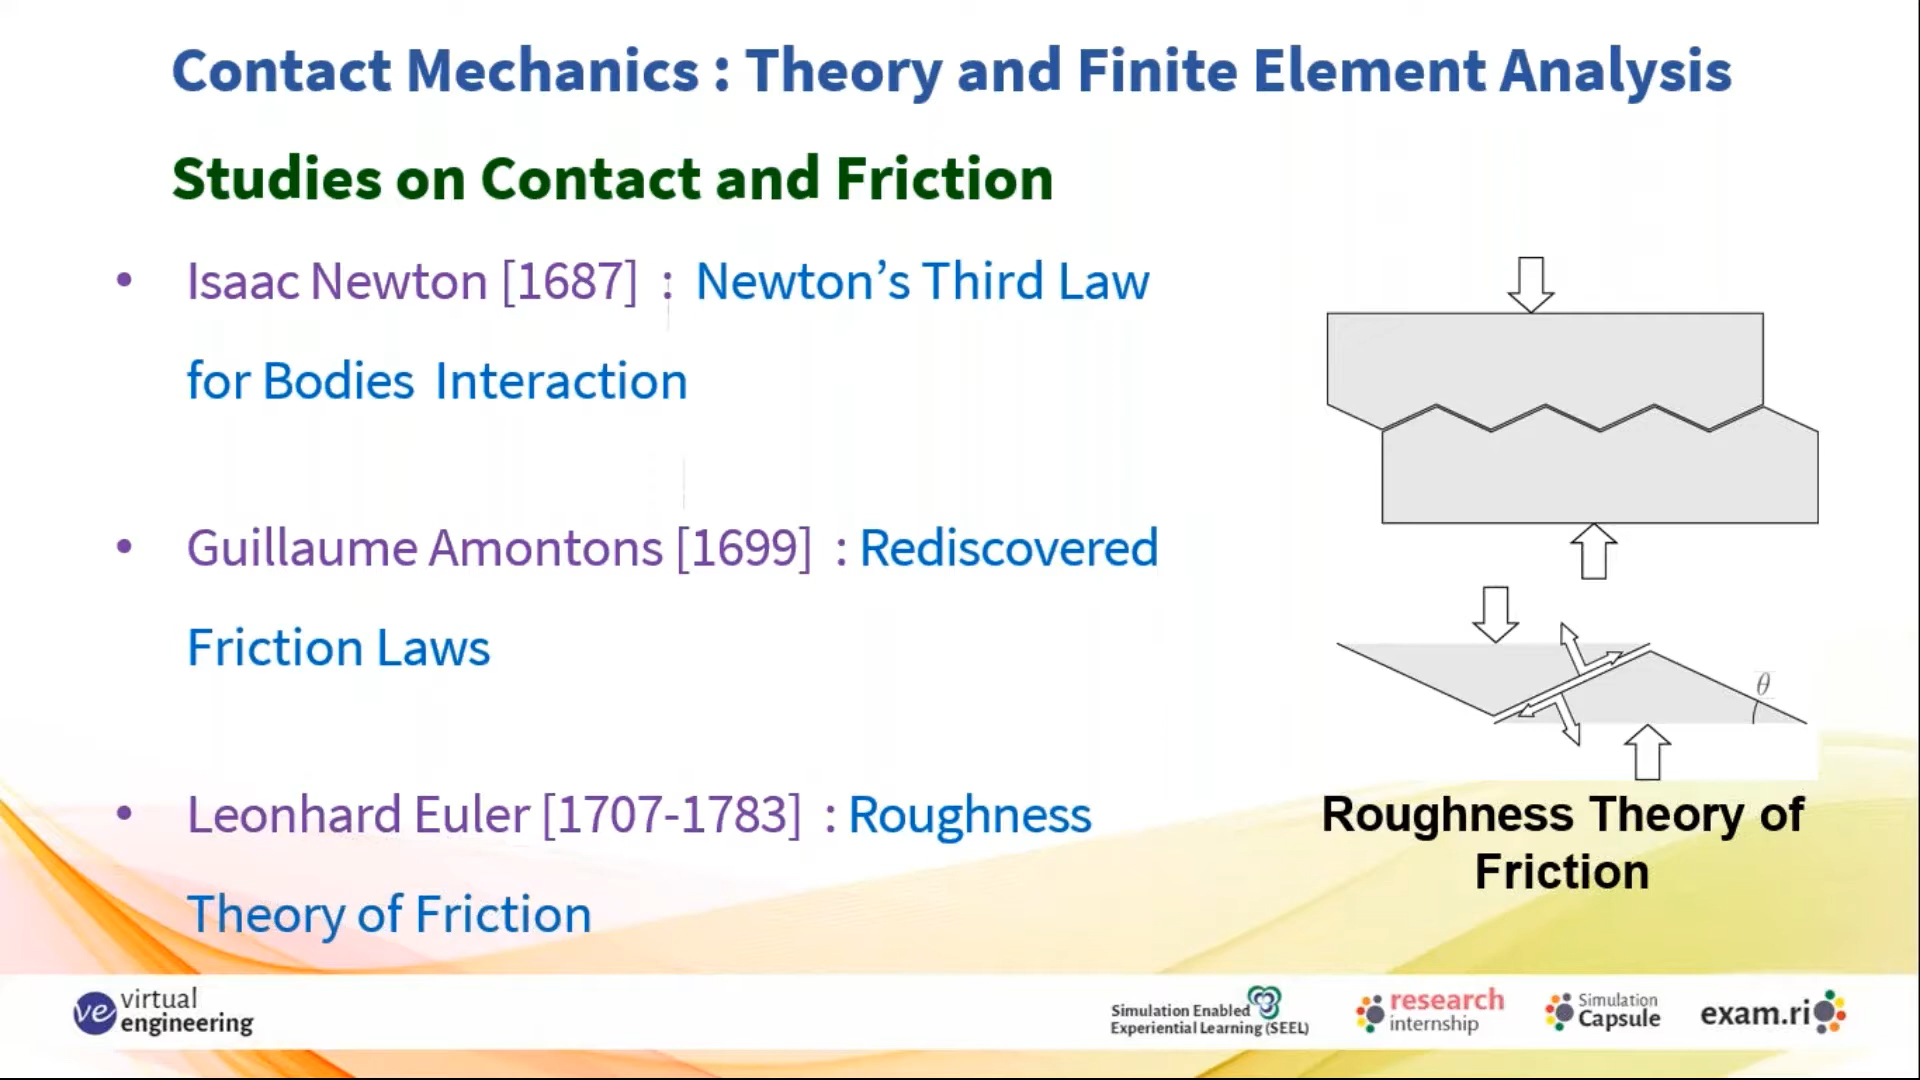 Contact Mechanics : Theory and Finite Element Analysis
Studies on Contact and Friction
• Isaac Newton [1687] : Newton’s Third Law
for Bodies Interaction
• Guillaume Amontons [1699] : Rediscovered
Friction Laws
• Leonhard Euler [1707-1783] : Roughness
Theory of Friction
θ
Roughness Theory of
Friction
ve virtual
engineering
Simulation Enabled
Experiential Learning (SEEL)
research
internship
Simulation
Capsule
exam.ri